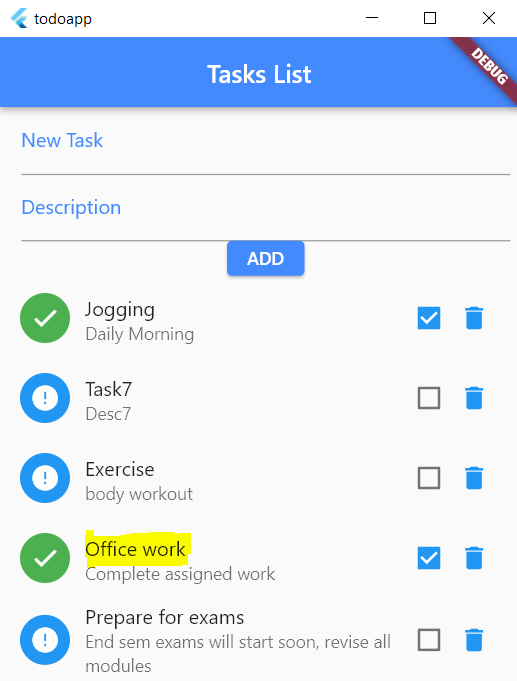 todoapp
Tasks List
DEBUG
New Task
Description
ADD
Jogging
Daily Morning
Task7
Desc7
Exercise
body workout
Office work
Complete assigned work
Prepare for exams
End sem exams will start soon, revise all
modules